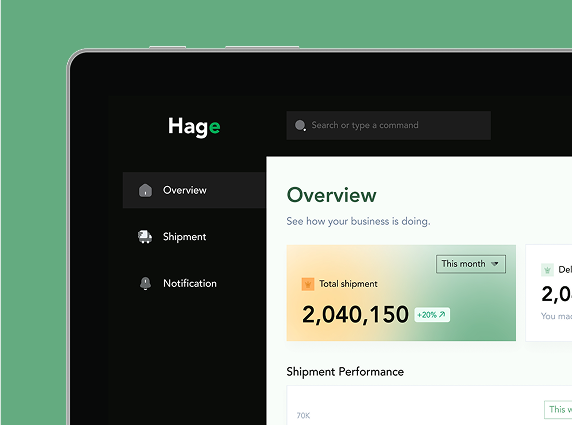 Hage
Search or type a command
Overview
Shipment
Notification
Overview
See how your business is doing.
This month
Total shipment
2,040,150
+20%
Del
2,0
You mad
Shipment Performance
This w
70K